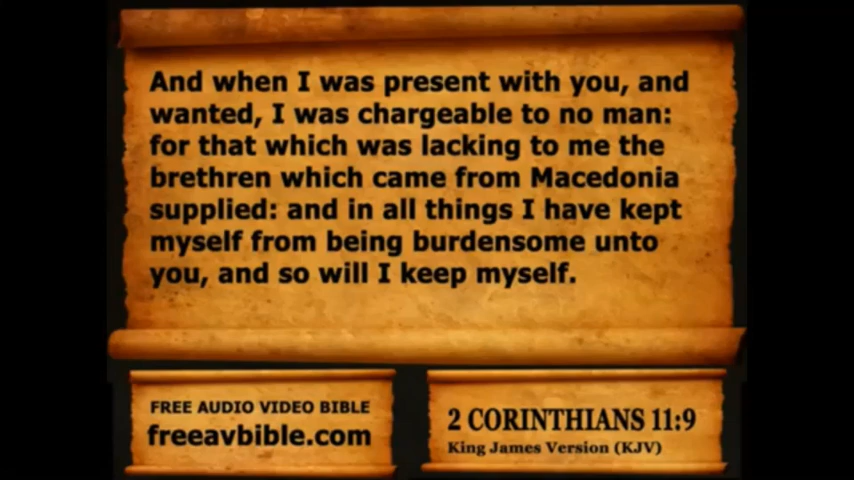 And when I was present with you, and
wanted, I was chargeable to no man:
for that which was lacking to me the
brethren which came from Macedonia
supplied: and in all things I have kept
myself from being burdensome unto
you, and so will I keep myself.
FREE AUDIO VIDEO BIBLE
freeavbible.com
2 CORINTHIANS 11:9
King James Version (KJV)